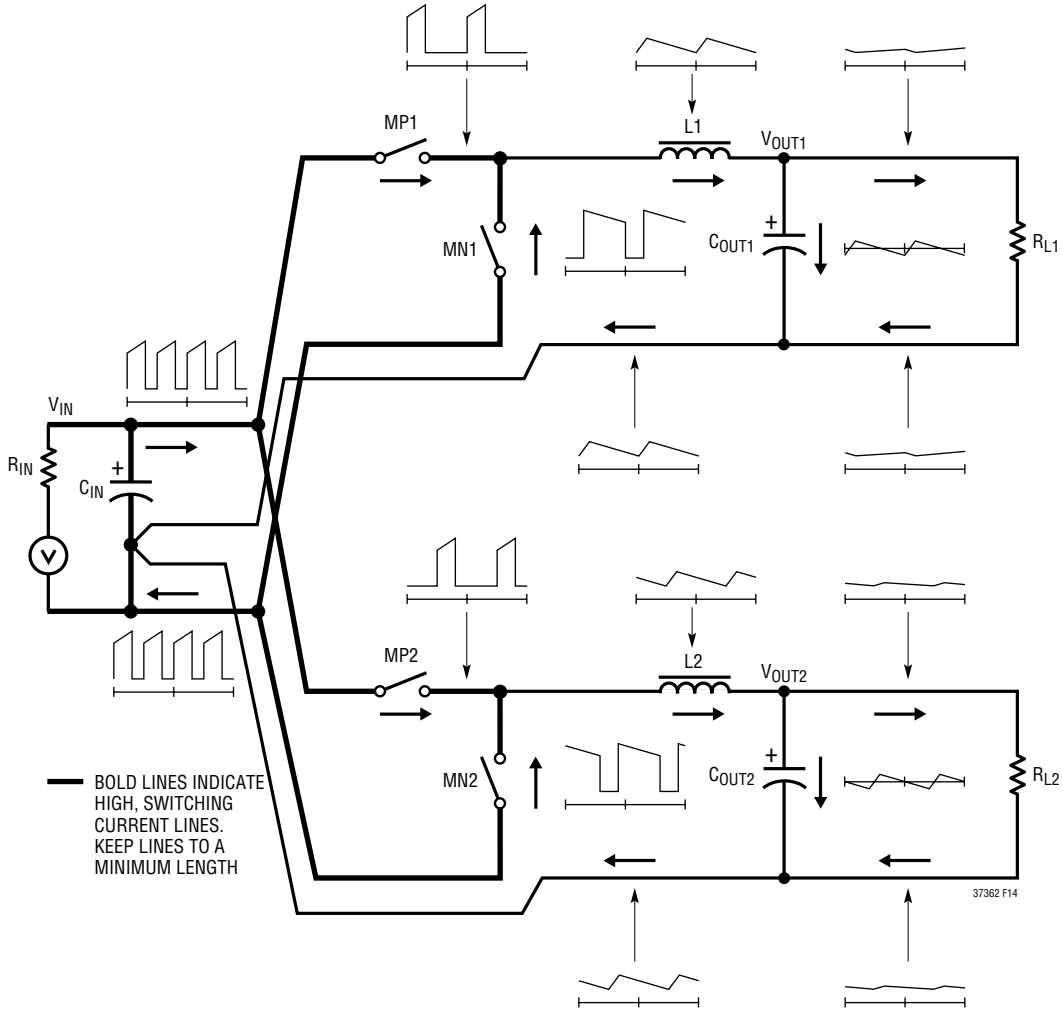 MP1
L1
VOUT1
MN1
+
COUT1
RL1
VIN
RIN
+
CIN
V
MP2
L2
VOUT2
MN2
+
COUT2
RL2
BOLD LINES INDICATE
HIGH, SWITCHING
CURRENT LINES.
KEEP LINES TO A
MINIMUM LENGTH
37362 F14